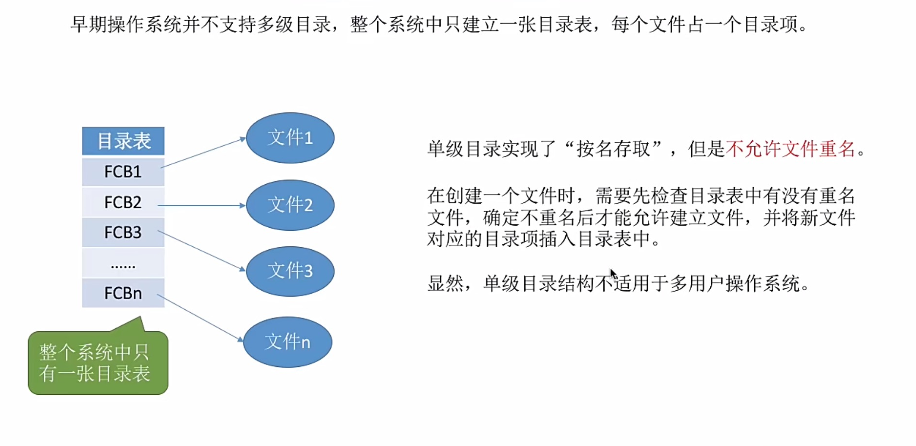 早期操作系统并不支持多级目录，整个系统中只建立一张目录表，每个文件占一个目录项。
目录表
FCB1
FCB2
FCB3
......
FCBn
文件1
文件2
文件3
文件n
整个系统中只
有一张目录表
单级目录实现了“按名存取”，但是不允许文件重名。
在创建一个文件时，需要先检查目录表中有没有重名
文件，确定不重名后才能允许建立文件，并将新文件
对应的目录项插入目录表中。
显然，单级目录结构不适用于多用户操作系统。